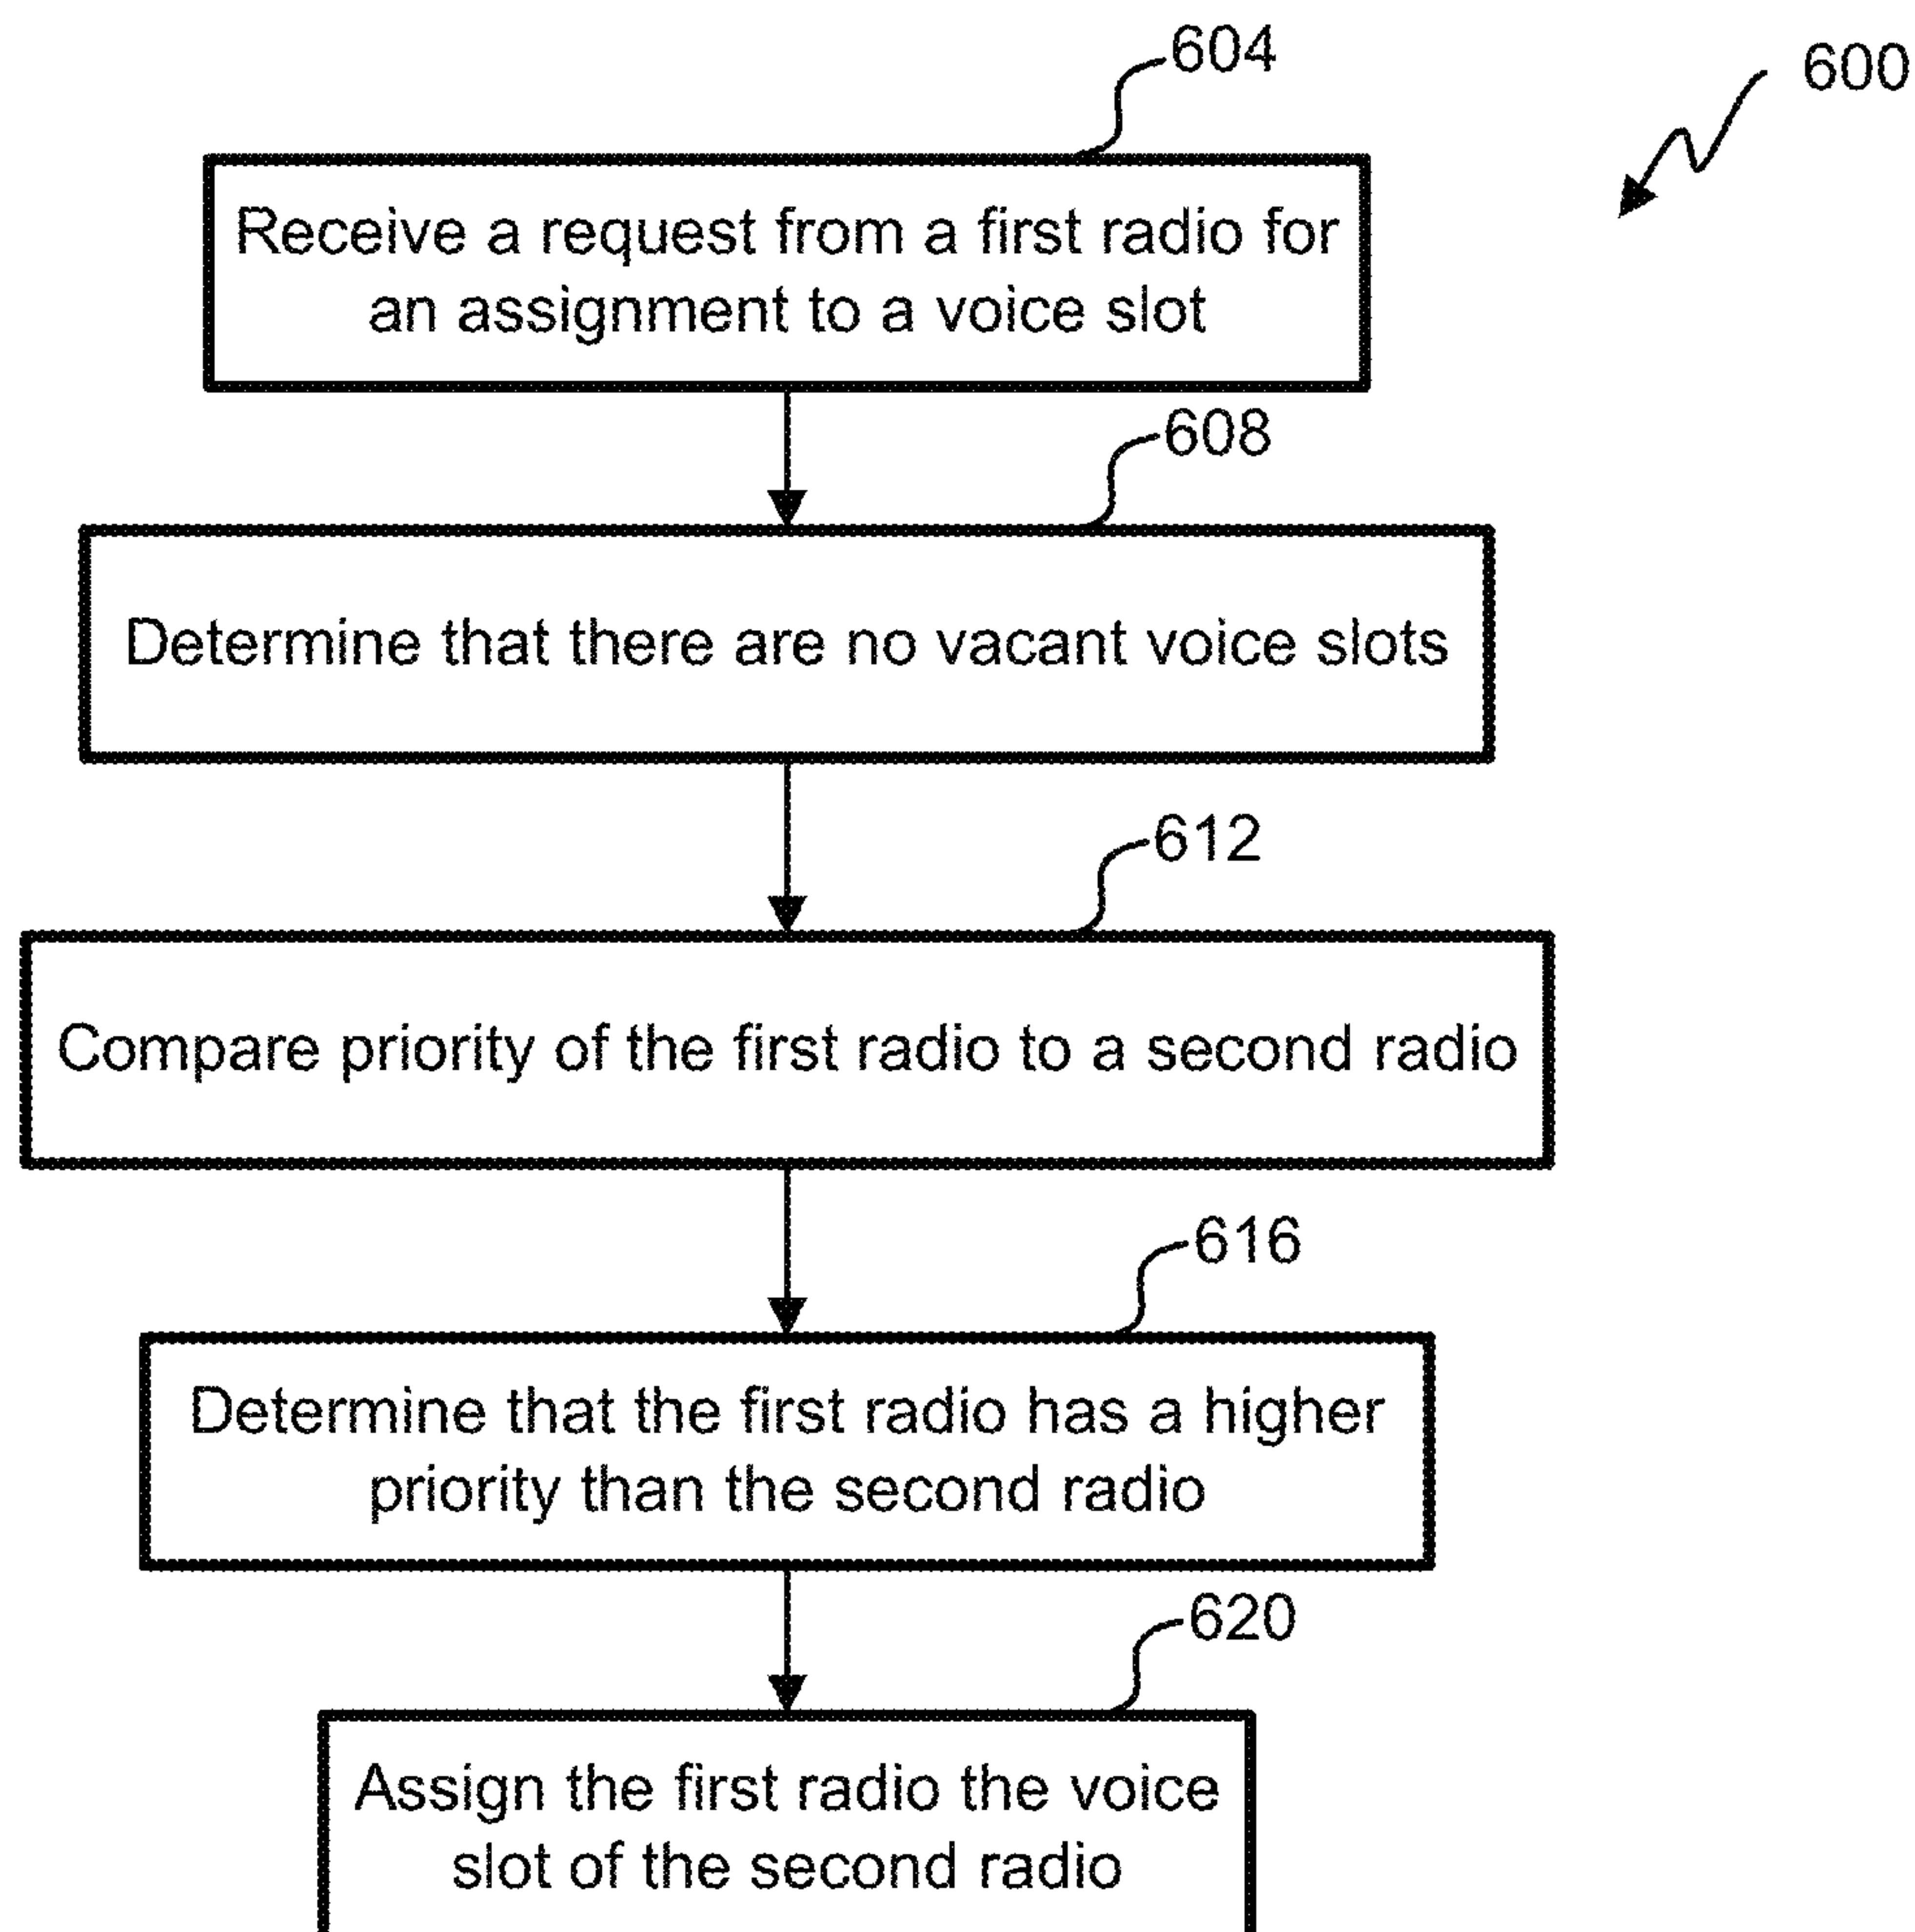 604
600
Receive a request from a first radio for
an assignment to a voice slot
608
Determine that there are no vacant voice slots
612
Compare priority of the first radio to a second radio
616
Determine that the first radio has a higher
priority than the second radio
620
Assign the first radio the voice
slot of the second radio